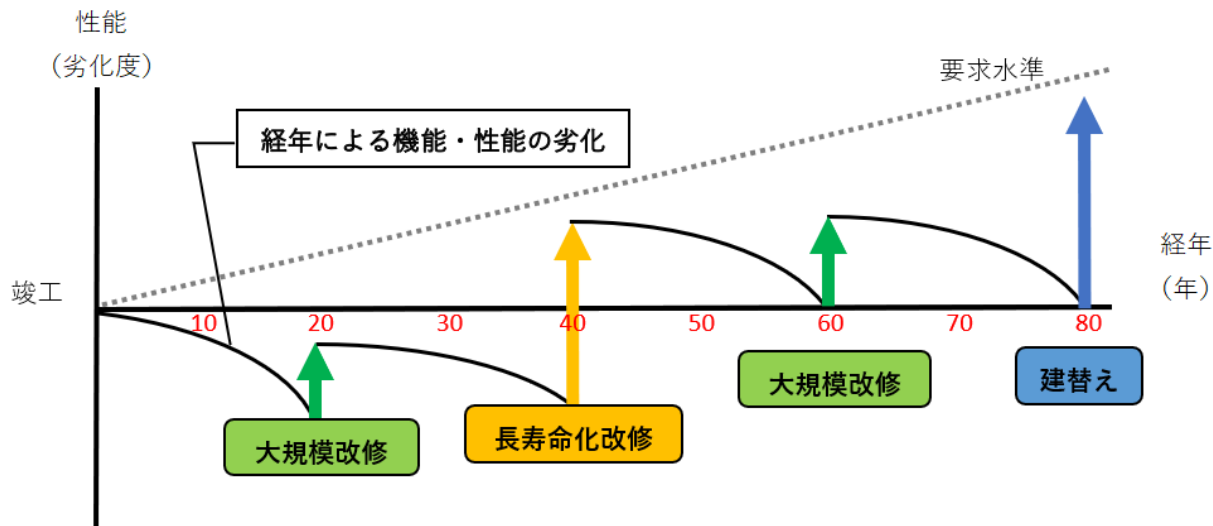 性能
（劣化度）
要求水準
経年による機能・性能の劣化
竣工
経年
（年）
10 20 30 40 50 60 70 80
大規模改修
長寿命化改修
大規模改修
建替え